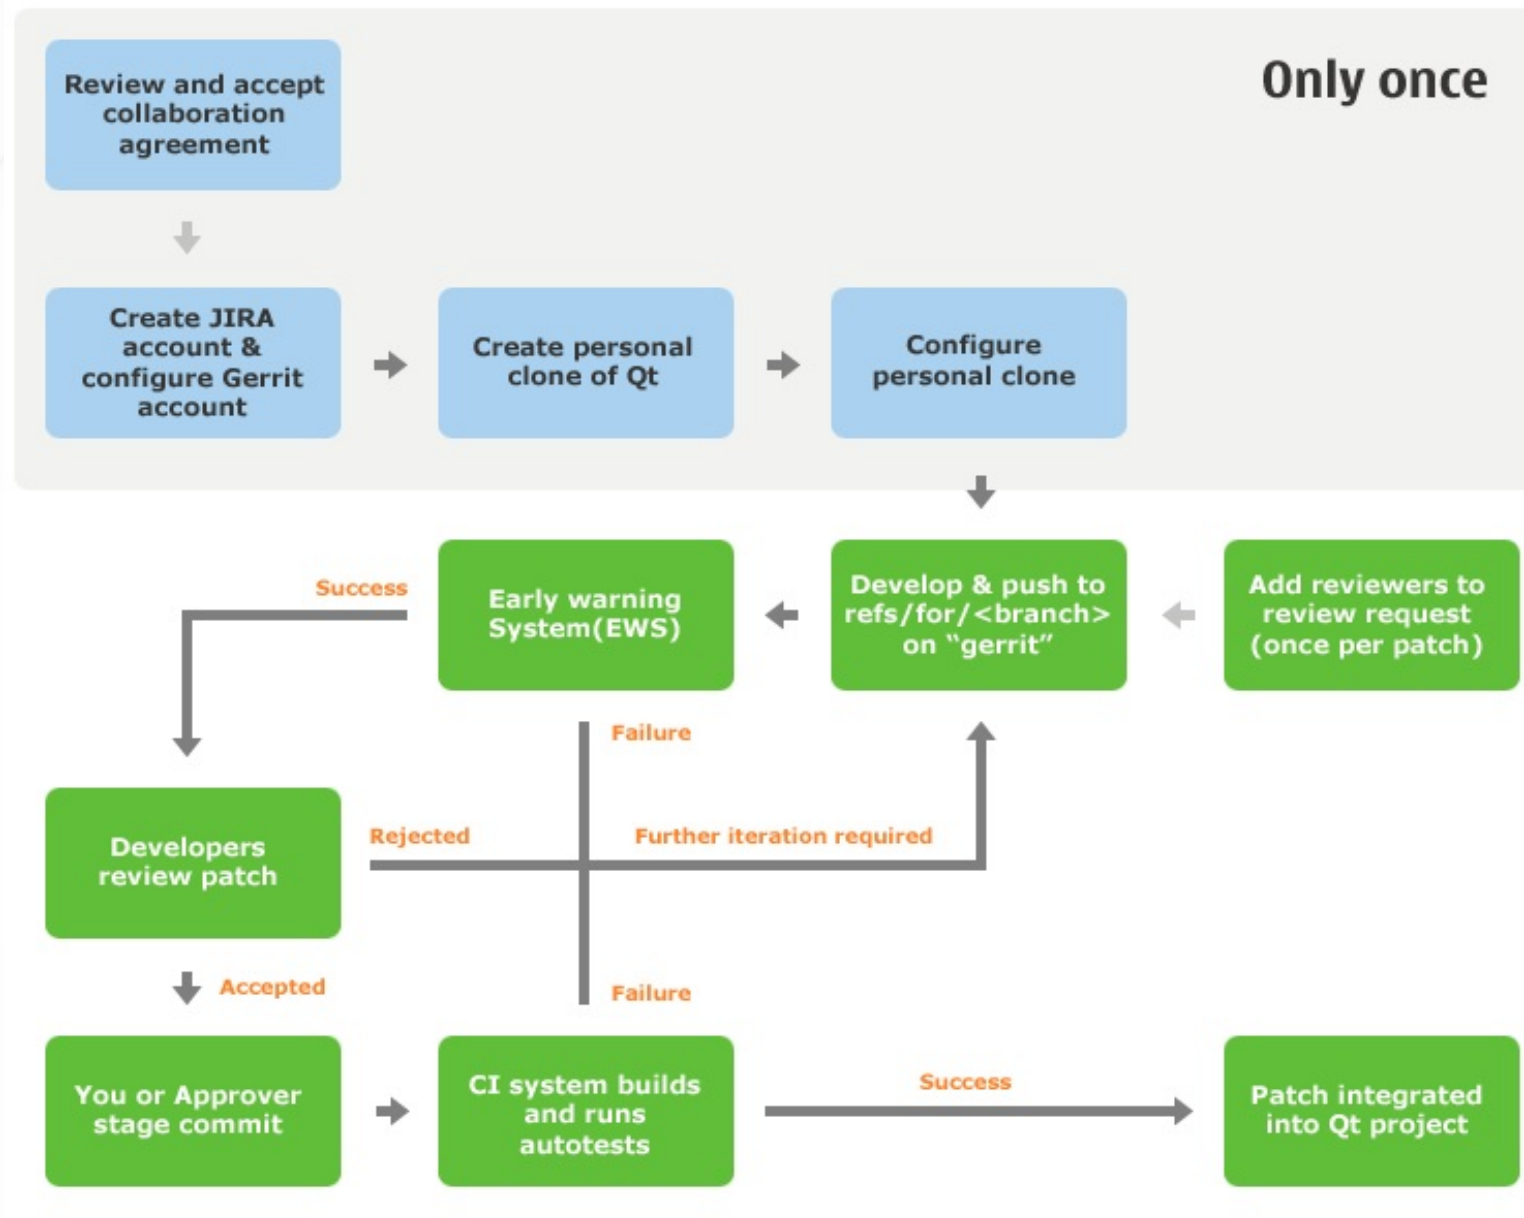 Review and accept
collaboration
agreement
Only once
Create JIRA
account &
configure Gerrit
account
Create personal
clone of Qt
Configure
personal clone
Success
Early warning
System(EWS)
Develop & push to
refs/for/<branch>
on “gerrit”
Add reviewers to
review request
(once per patch)
Failure
Developers
review patch
Rejected
Further iteration required
Accepted
Failure
You or Approver
stage commit
CI system builds
and runs
autotests
Success
Patch integrated
into Qt project